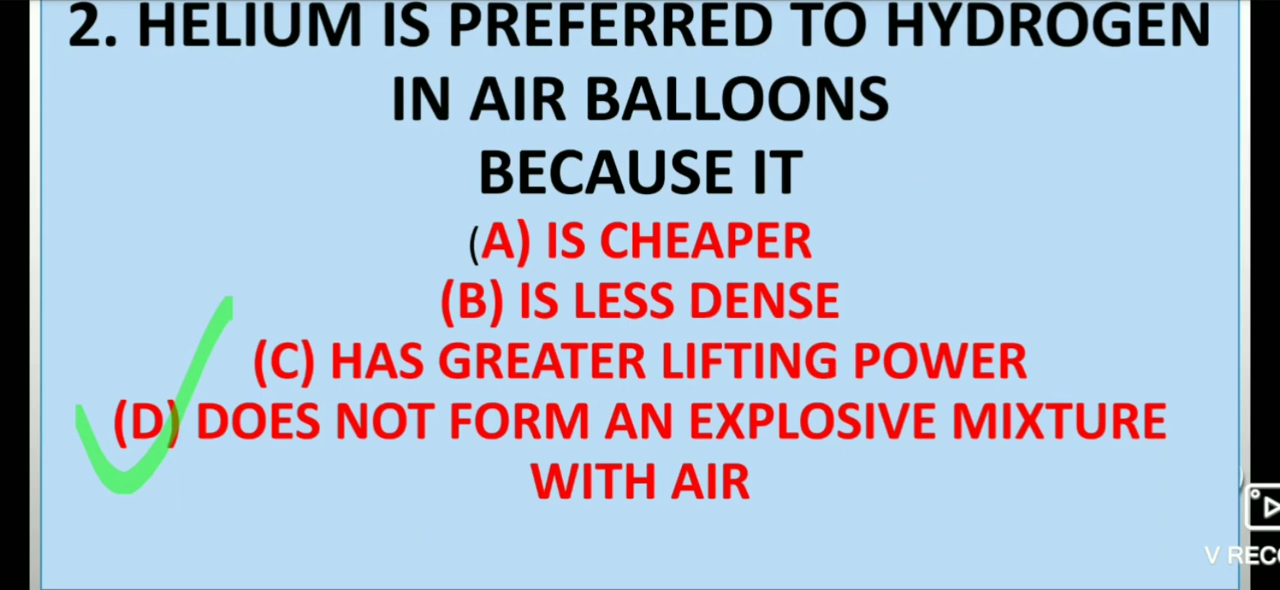 2. HELIUM IS PREFERRED TO HYDROGEN
IN AIR BALLOONS
BECAUSE IT
(A) IS CHEAPER
(B) IS LESS DENSE
(C) HAS GREATER LIFTING POWER
(D) DOES NOT FORM AN EXPLOSIVE MIXTURE
WITH AIR
V RECO